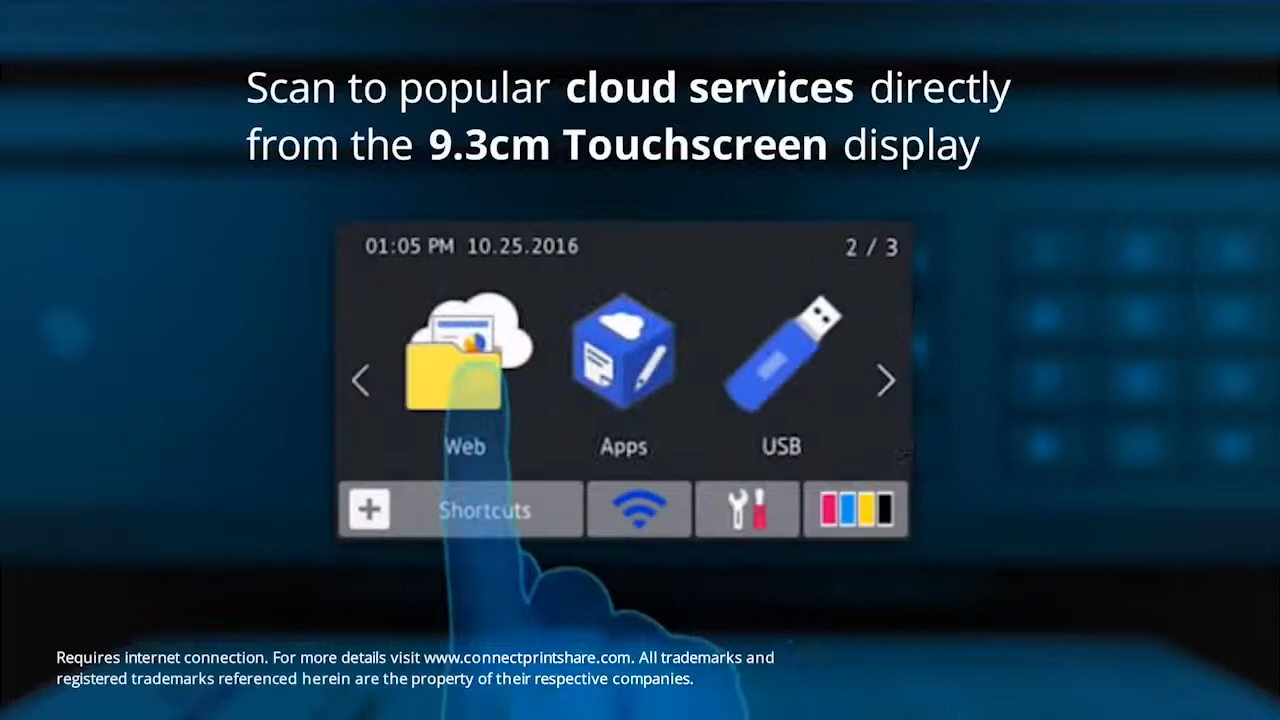 Scan to popular cloud services directly
from the 9.3cm Touchscreen display
01:05 PM 10.25.2016
2 / 3
Web
Apps
USB
Shortcuts
Requires internet connection. For more details visit www.connectprintshare.com. All trademarks and
registered trademarks referenced herein are the property of their respective companies.